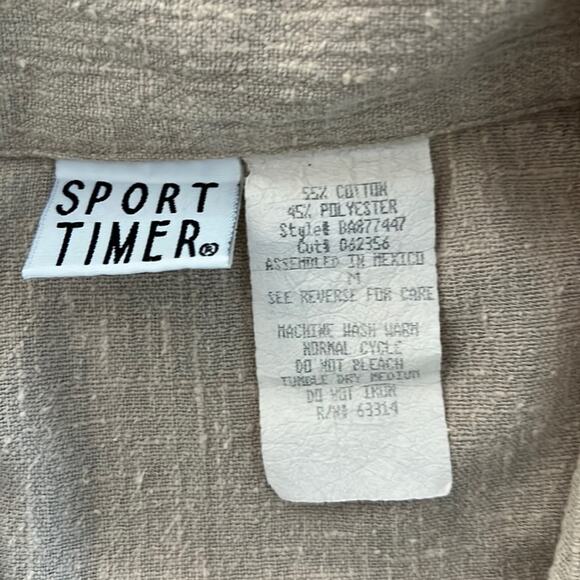 SPORT
TIMER®
55% COTTON
45% POLYESTER
Style# BA877447
Cut# 062356
ASSEMBLED IN MEXICO
M
SEE REVERSE FOR CARE
MACHINE WASH WARM
NORMAL CYCLE
DO NOT BLEACH
TUMBLE DRY MEDIUM
DO NOT IRON
R/N# 63314